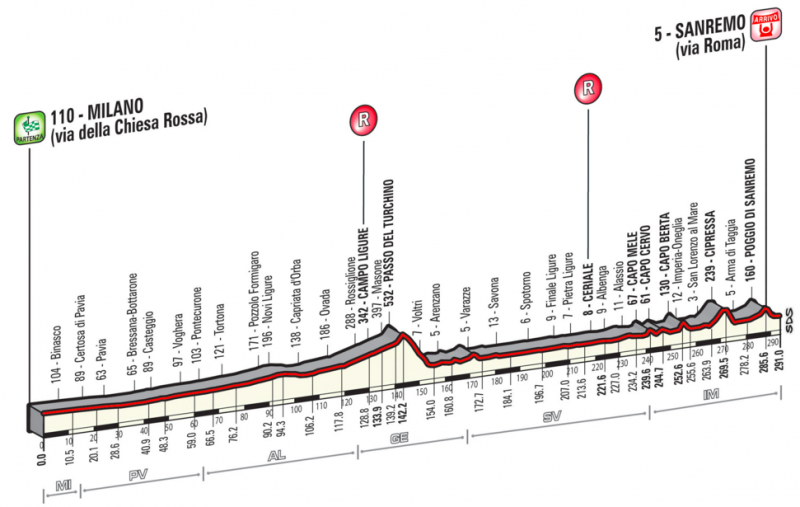 110 - MILANO
(via della Chiesa Rossa)
PARTENZA
R
R
5 - SANREMO
(via Roma)
ARRIVO
104 - Binasco
89 - Certosa di Pavia
63 - Pavia
65 - Bressana-Bottarone
89 - Casteggio
97 - Voghera
103 - Pontecurone
121 - Tortona
171 - Pozzolo Formigaro
196 - Novi Ligure
138 - Capriata d'Orba
186 - Ovada
288 - Rossiglione
342 - CAMPO LIGURE
397 - Masone
532 - PASSO DEL TURCHINO
7 - Voltri
5 - Arenzano
5 - Varazze
13 - Savona
6 - Spotorno
9 - Finale Ligure
7 - Pietra Ligure
8 - CERIALE
9 - Albenga
11 - Alassio
67 - CAPO MELE
61 - CAPO CERVO
130 - CAPO BERTA
12 - Imperia-Oneglia
3 - San Lorenzo al Mare
239 - CIPRESSA
5 - Arma di Taggia
160 - POGGIO DI SANREMO
SDS
0 10 20 30 40 50 60 70 80 90 100 110 120 130 140 150 160 170 180 190 200 210 220 230 240 250 260 270 280 290
0.0
10.5
20.1
28.6
40.9
48.3
59.0
66.5
76.2
90.2
94.3
106.2
117.8
128.8
133.9
139.2
142.2
154.0
160.8
172.7
184.1
196.7
207.0
213.6
221.6
227.0
234.2
239.6
244.7
252.6
255.6
263.9
269.5
278.2
285.6
291.0
MI
PV
AL
GE
SV
IM